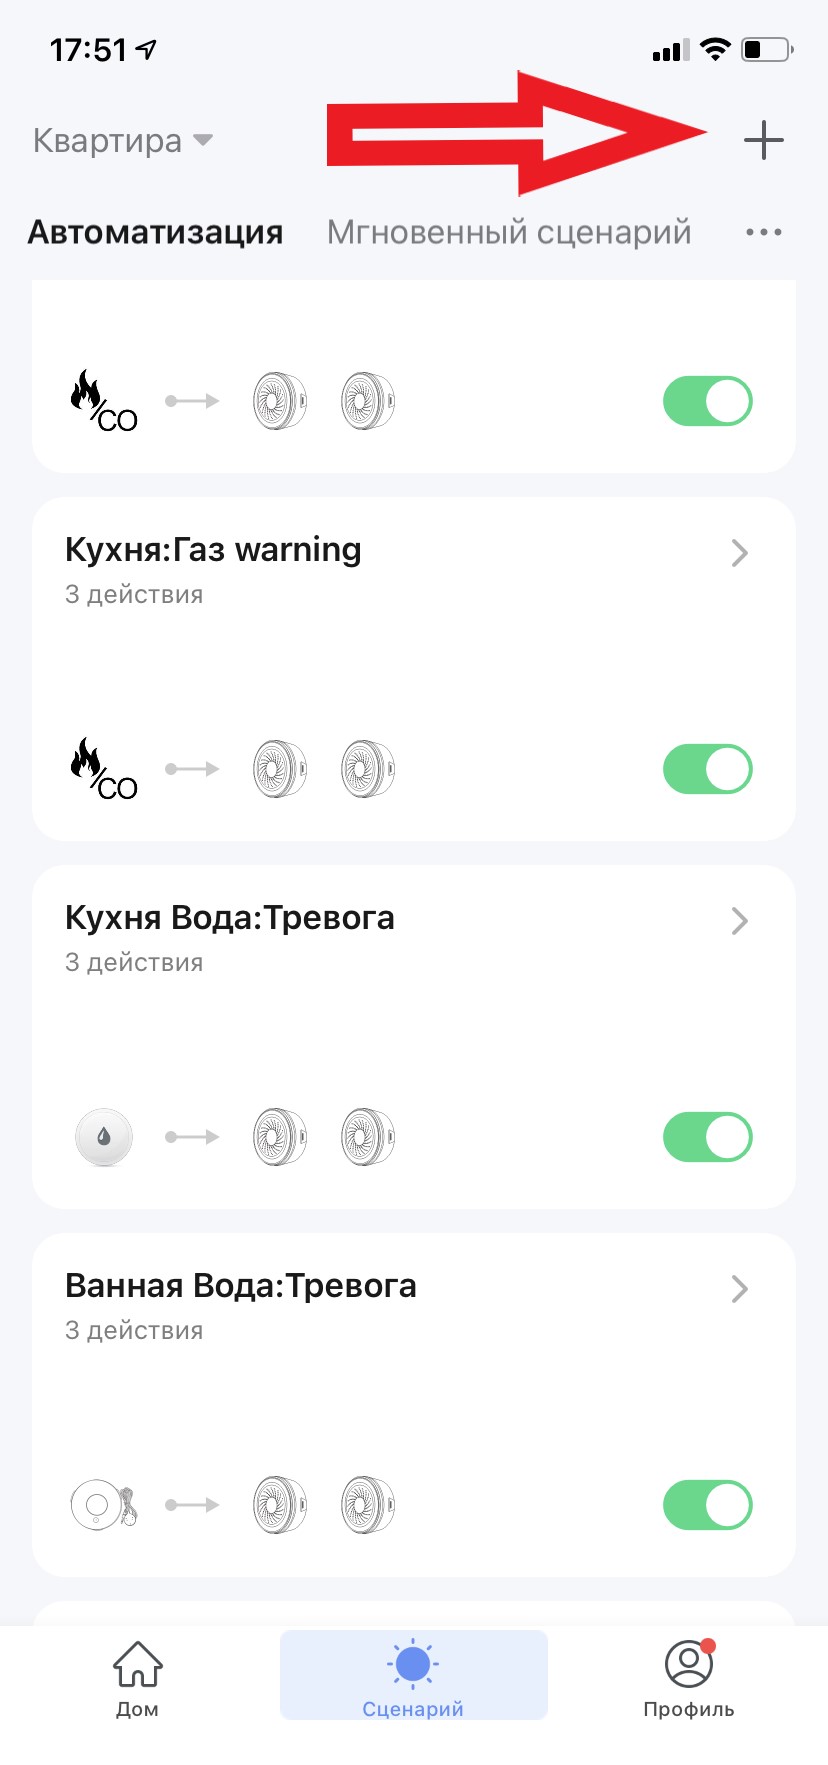 17:51
Квартира
Автоматизация
Мгновенный сценарий
/CO
Кухня:Газ warning
3 действия
/CO
Кухня Вода:Тревога
3 действия
Ванная Вода:Тревога
3 действия
Дом
Сценарий
Профиль